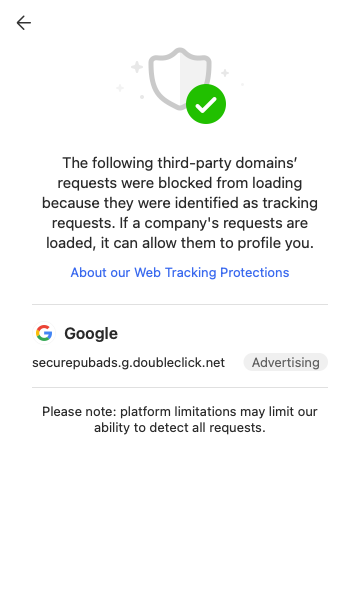 The following third-party domains’
requests were blocked from loading
because they were identified as tracking
requests. If a company's requests are
loaded, it can allow them to profile you.
About our Web Tracking Protections
Google
securepubads.g.doubleclick.net Advertising
Please note: platform limitations may limit our
ability to detect all requests.